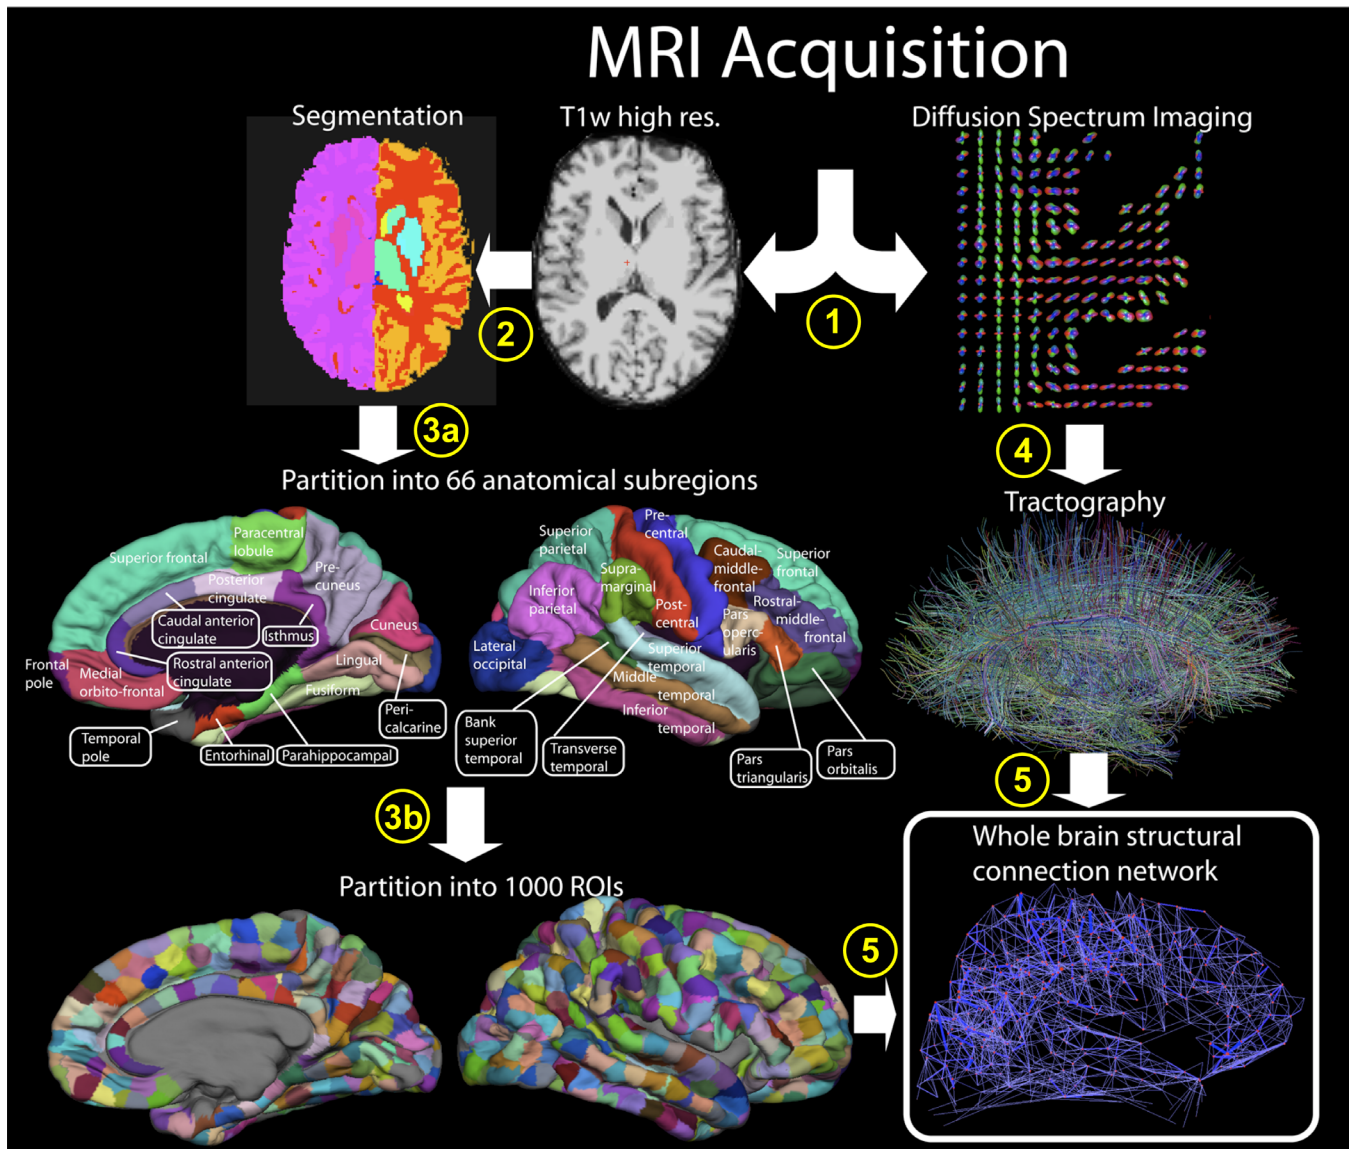 MRI Acquisition
Segmentation
T1w high res.
Diffusion Spectrum Imaging
1
2
3a
4
Partition into 66 anatomical subregions
Tractography
Superior frontal
Paracentral
lobule
Posterior
cingulate
Pre-
cuneus
Caudal anterior
cingulate
Isthmus
Cuneus
Rostral anterior
cingulate
Frontal
pole
Medial
orbito-frontal
Lingual
Fusiform
Peri-
calcarine
Temporal
pole
Entorhinal
Parahippocampal
Superior
parietal
Pre-
central
Caudal-
middle-
frontal
Superior
frontal
Supra-
marginal
Inferior
parietal
Post-
central
Pars
operc-
ularis
Rostral-
middle-
frontal
Lateral
occipital
Superior
temporal
Middle
temporal
Inferior
temporal
Bank
superior
temporal
Transverse
temporal
Pars
triangularis
Pars
orbitalis
3b
5
Partition into 1000 ROIs
5
Whole brain structural
connection network